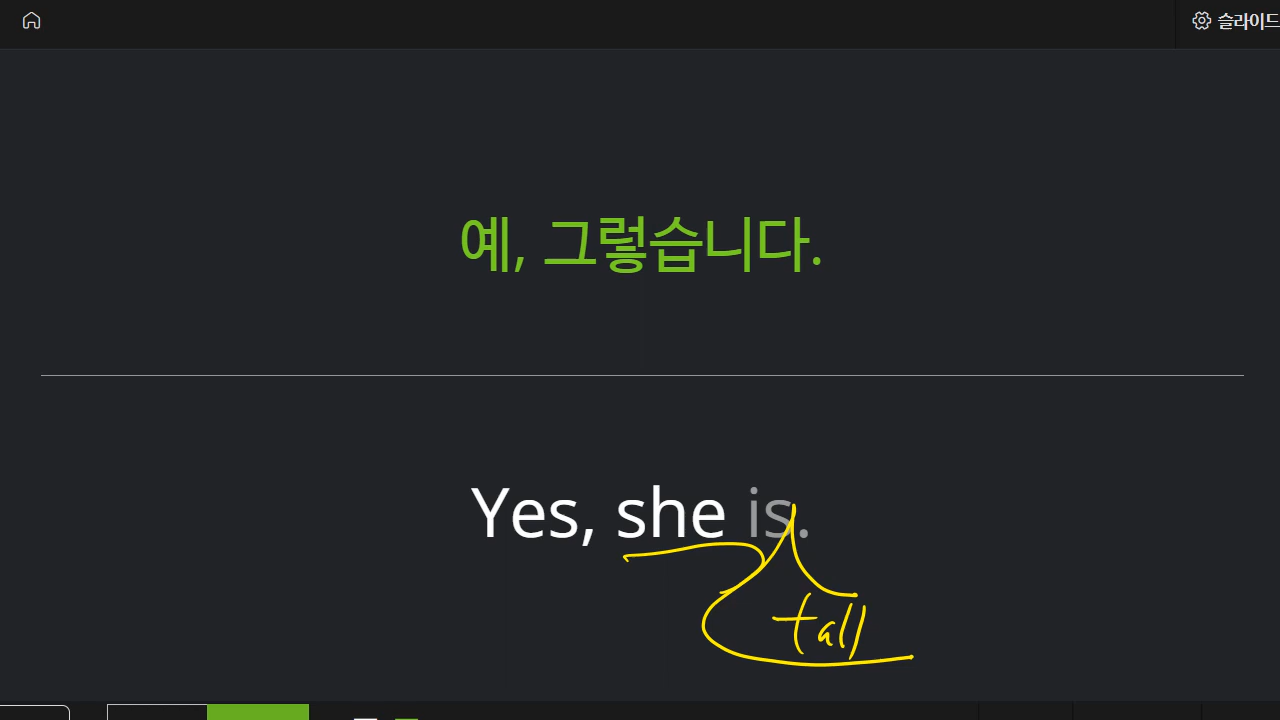 슬라이드
예, 그렇습니다.
Yes, she is.
tall